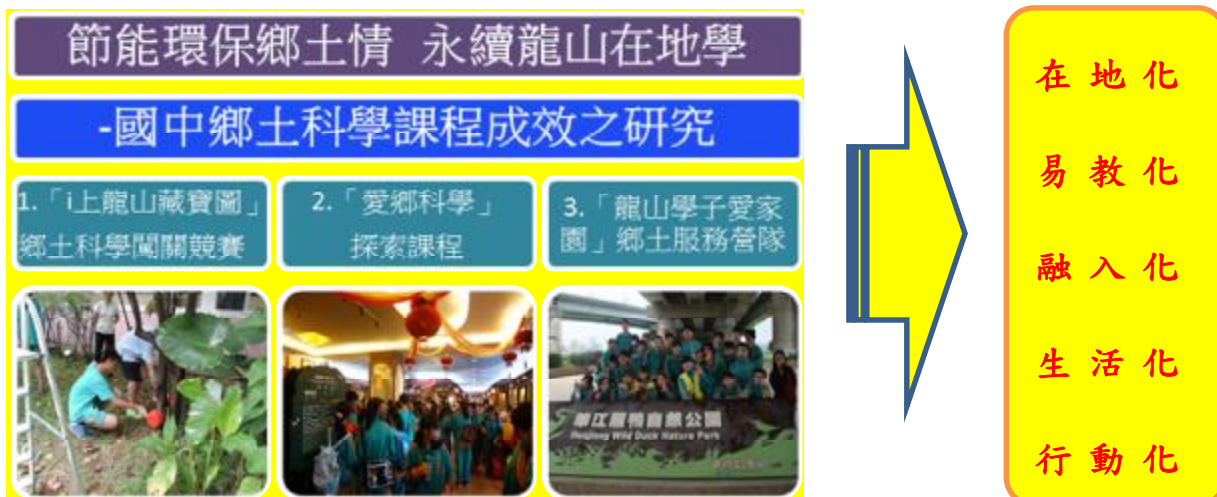 節能環保鄉土情 永續龍山在地學
-國中鄉土科學課程成效之研究
1.「i上龍山藏寶圖」
鄉土科學闖關競賽
2.「愛鄉科學」
探索課程
3.「龍山學子愛家
園」鄉土服務營隊
華江雁鴨自然公園
Huajiang Wild Duck Nature Park
在地化
易教化
融入化
生活化
行動化